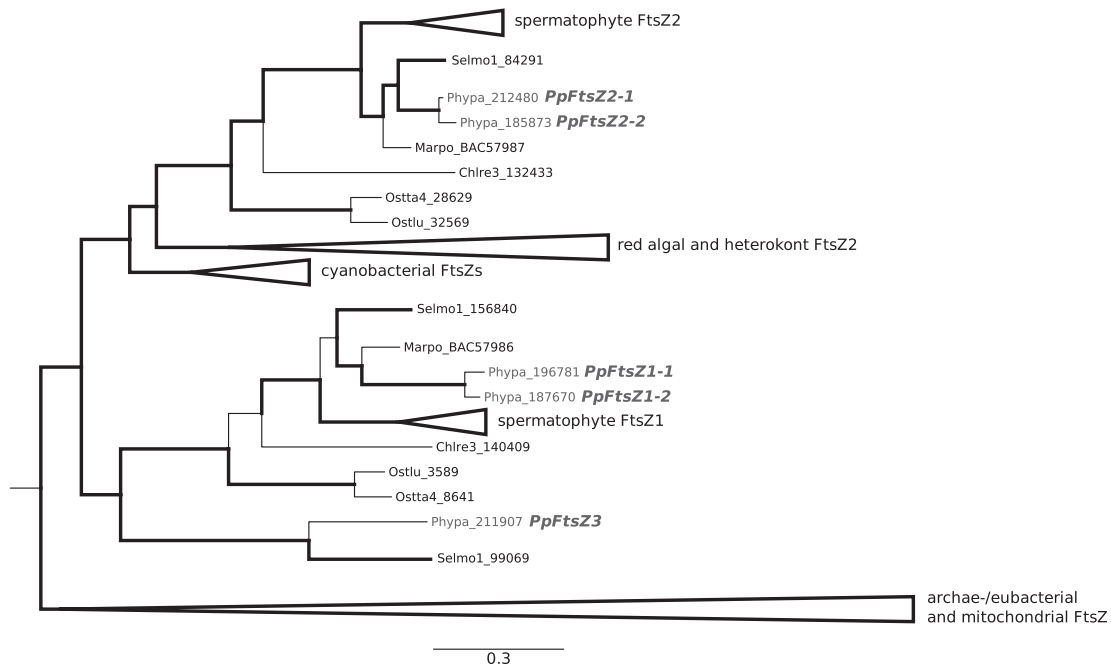 spermatophyte FtsZ2
Selmo1_84291
Phypa_212480 PpFtsZ2-1
Phypa_185873 PpFtsZ2-2
Marpo_BAC57987
Chlre3_132433
Ostta4_28629
Ostlu_32569
red algal and heterokont FtsZ2
cyanobacterial FtsZs
Selmo1_156840
Marpo_BAC57986
Phypa_196781 PpFtsZ1-1
Phypa_187670 PpFtsZ1-2
spermatophyte FtsZ1
Chlre3_140409
Ostlu_3589
Ostta4_8641
Phypa_211907 PpFtsZ3
Selmo1_99069
archae-/eubacterial
and mitochondrial FtsZ
0.3